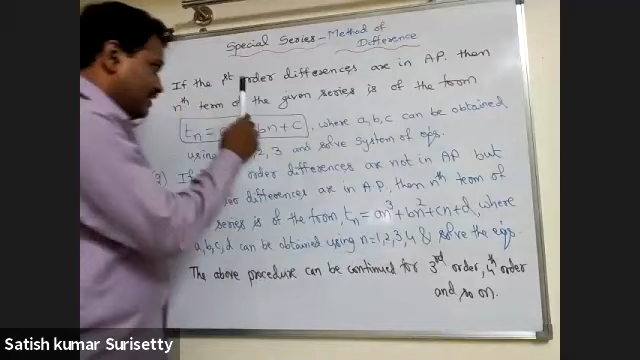 Special Series - Method of
Difference
If the 1st order differences are in AP. then
nth term of the given series is of the form
tn = bn + c, where a, b, c can be obtained
using 2, 3 and solve system of eqs.
If order differences are not in AP but
order differences are in A.P., then nth term of
series is of the from tn = an³ + bn² + cn + d, where
a, b, c, d can be obtained using n=1,2,3,4 & solve the eqs.
The above procedure can be continued for 3rd order, 4th order
and so on.
Satish kumar Surisetty